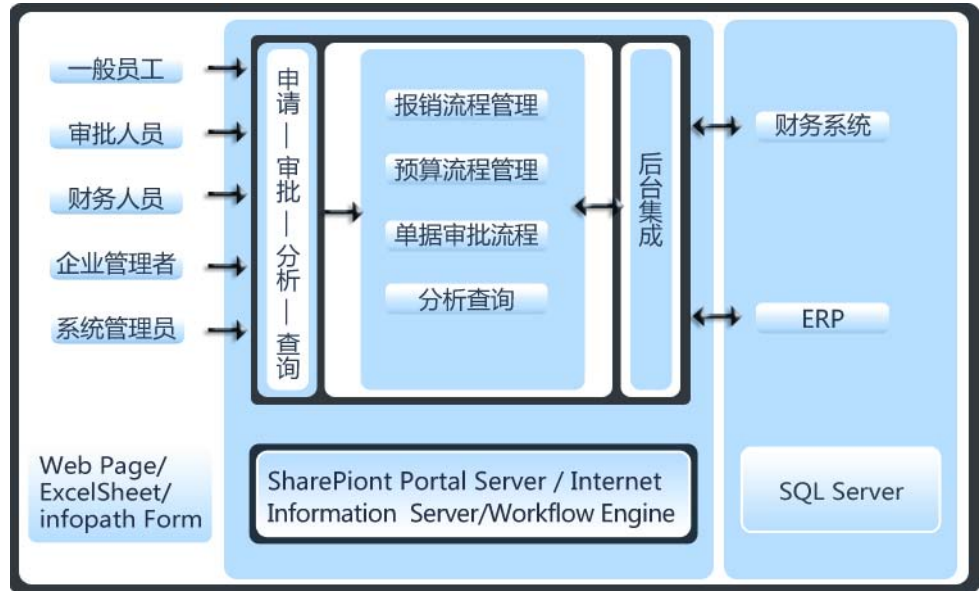 一般员工
审批人员
财务人员
企业管理者
系统管理员
申请—审批—分析—查询
报销流程管理
预算流程管理
单据审批流程
分析查询
后台集成
财务系统
ERP
Web Page/
ExcelSheet/
infopath Form
SharePiont Portal Server / Internet
Information Server/Workflow Engine
SQL Server